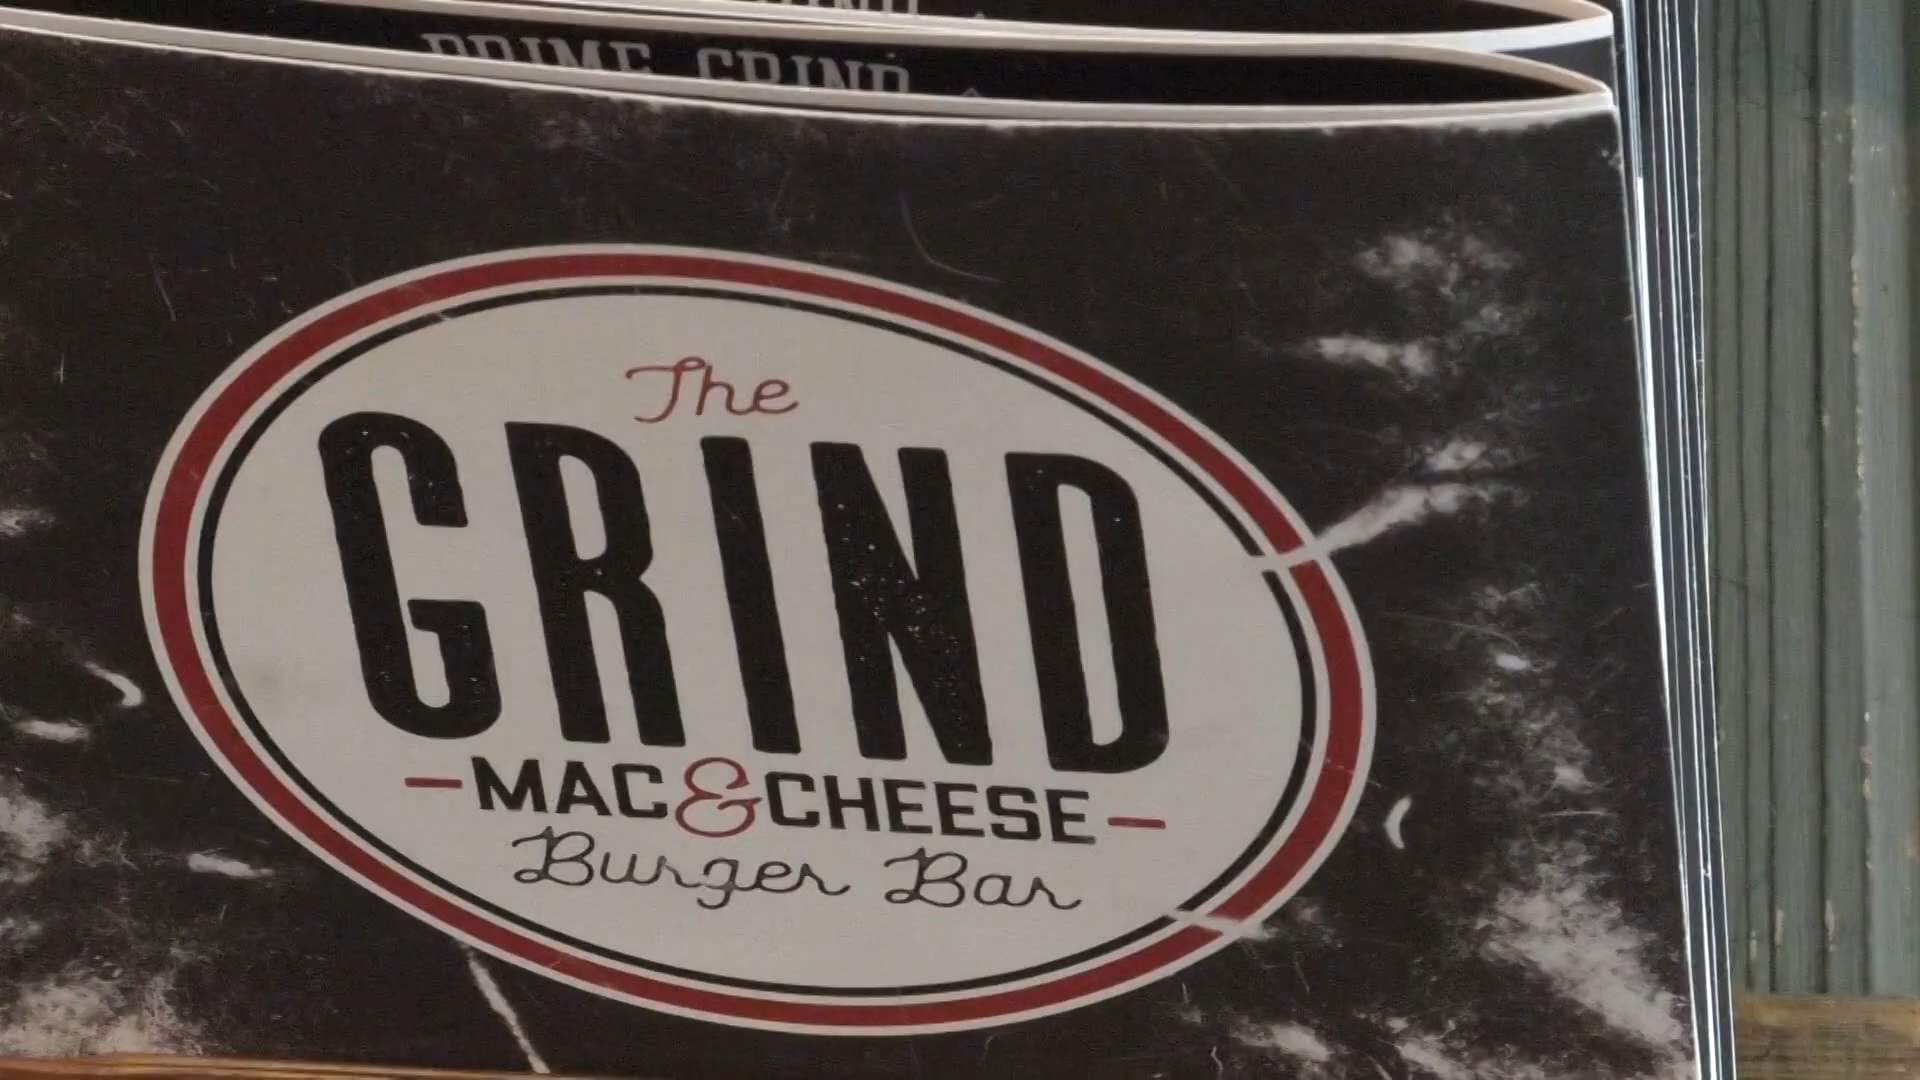 PRIME GRIND
The
GRIND
MAC & CHEESE
Burger Bar